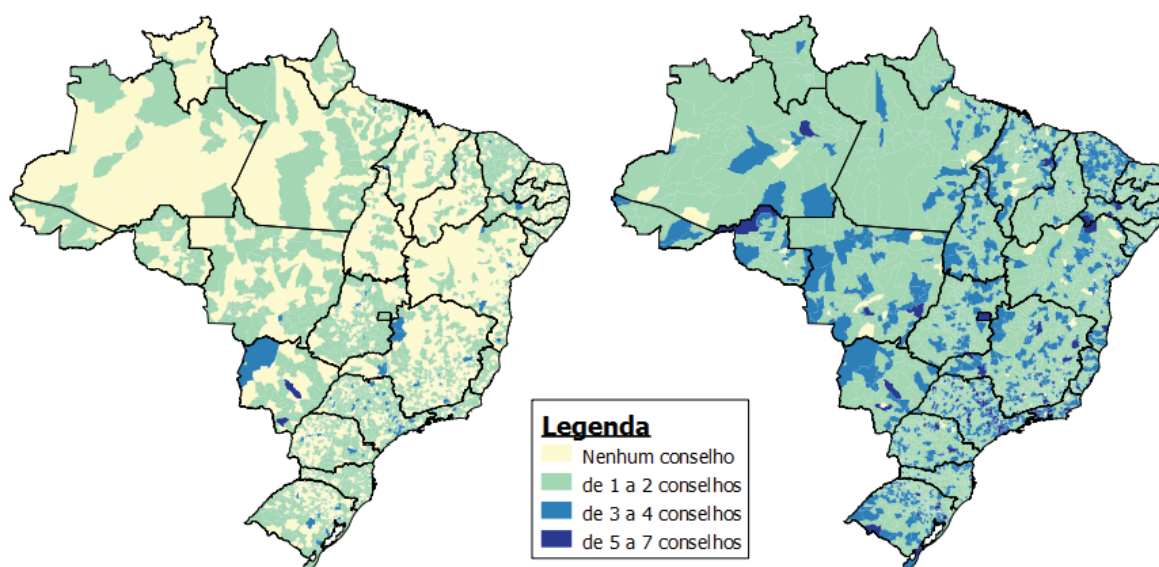 Legenda
Nenhum conselho
de 1 a 2 conselhos
de 3 a 4 conselhos
de 5 a 7 conselhos